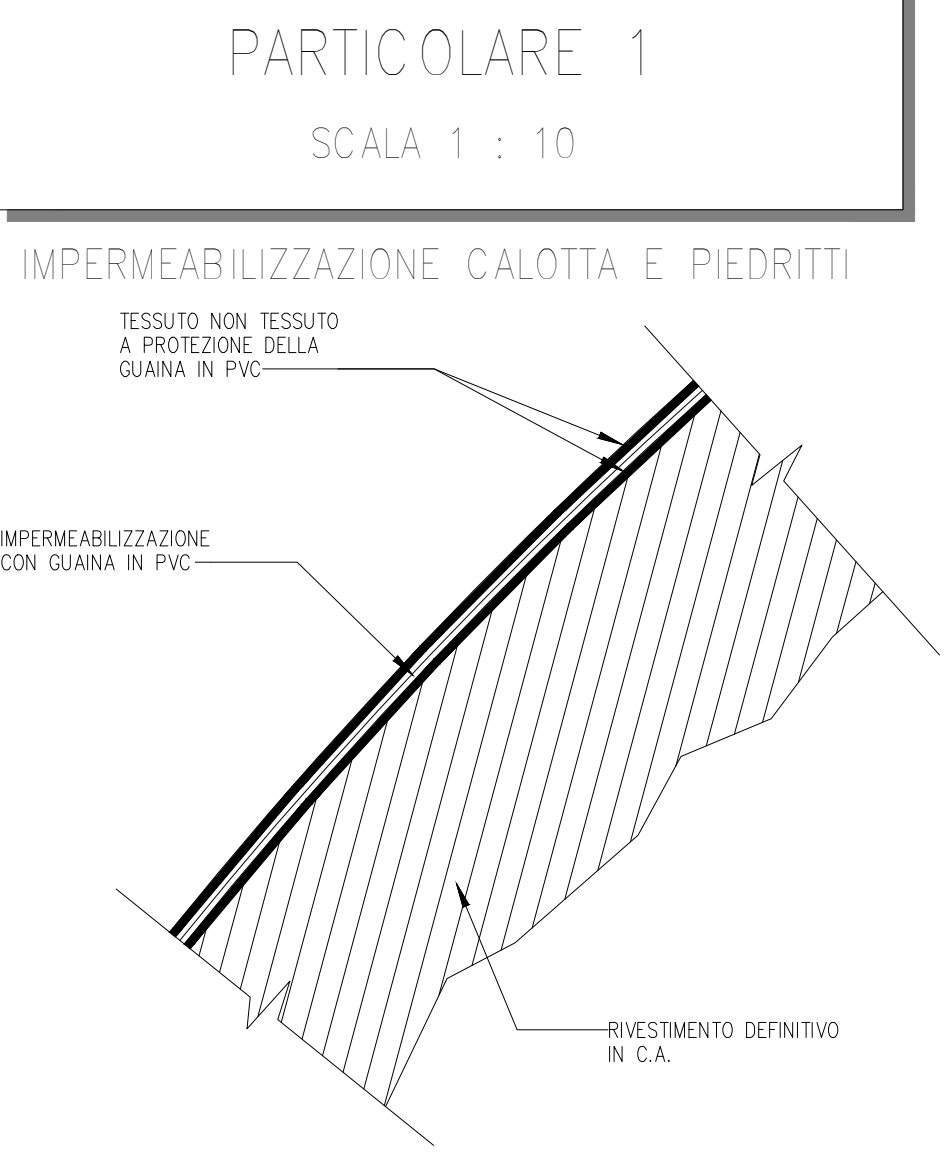 PARTICOLARE 1
SCALA 1 : 10
IMPERMEABILIZZAZIONE CALOTTA E PIEDRITTI
TESSUTO NON TESSUTO
A PROTEZIONE DELLA
GUAINA IN PVC
IMPERMEABILIZZAZIONE
CON GUAINA IN PVC
RIVESTIMENTO DEFINITIVO
IN C.A.